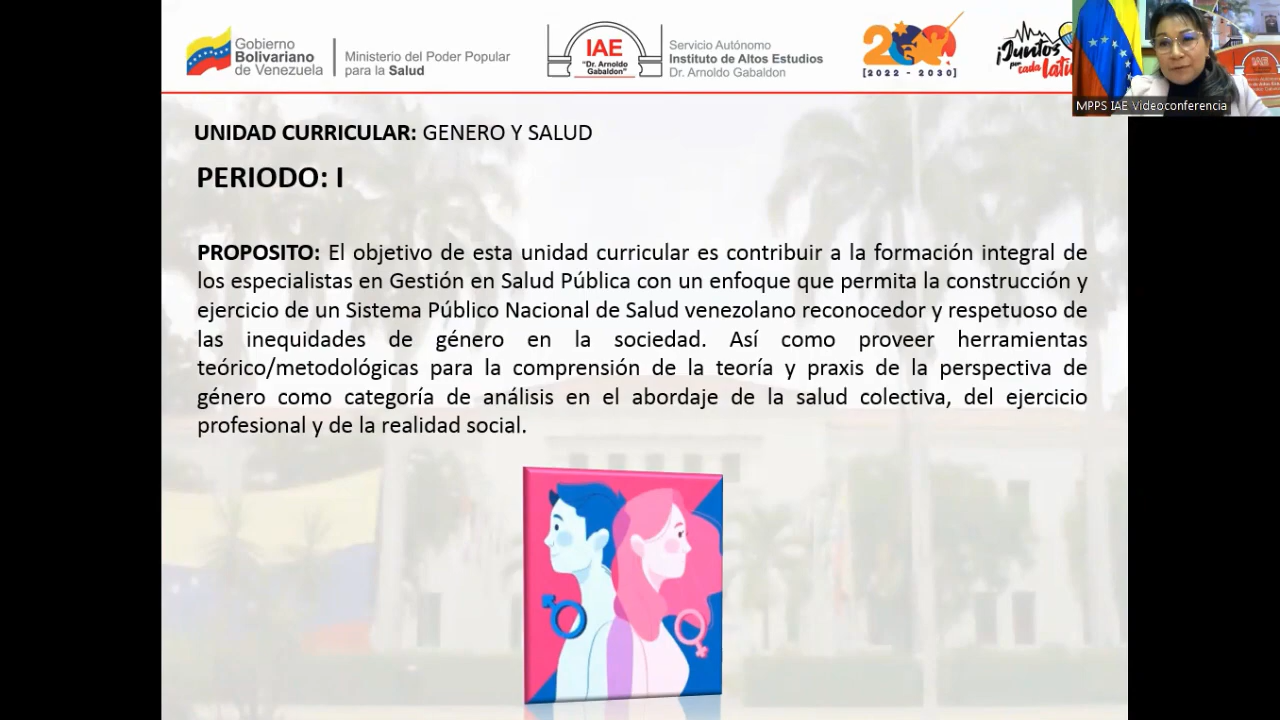 Gobierno
Bolivariano
de Venezuela
Ministerio del Poder Popular
para la Salud
IAE
"Dr. Arnoldo
Gabaldon"
Servicio Autónomo
Instituto de Altos Estudios
Dr. Arnoldo Gabaldon
200
[2022 - 2030]
¡Juntos
por cada lati
MPPS IAE Videoconferencia
IAE
UNIDAD CURRICULAR: GENERO Y SALUD
PERIODO: I
PROPOSITO: El objetivo de esta unidad curricular es contribuir a la formación integral de
los especialistas en Gestión en Salud Pública con un enfoque que permita la construcción y
ejercicio de un Sistema Público Nacional de Salud venezolano reconocedor y respetuoso de
las inequidades de género en la sociedad. Así como proveer herramientas
teórico/metodológicas para la comprensión de la teoría y praxis de la perspectiva de
género como categoría de análisis en el abordaje de la salud colectiva, del ejercicio
profesional y de la realidad social.